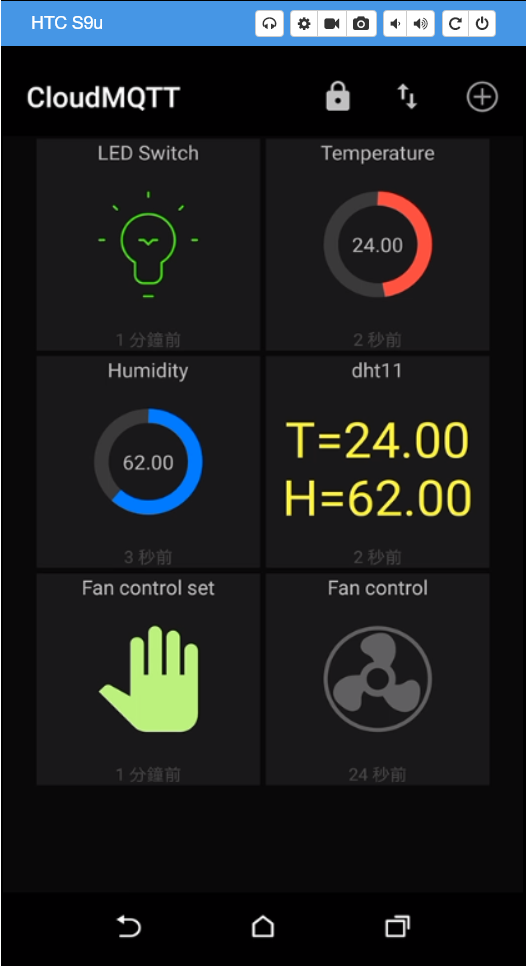 HTC S9u
CloudMQTT
LED Switch
1 分鐘前
Temperature
24.00
2 秒前
Humidity
62.00
3 秒前
dht11
T=24.00
H=62.00
2 秒前
Fan control set
1 分鐘前
Fan control
24 秒前